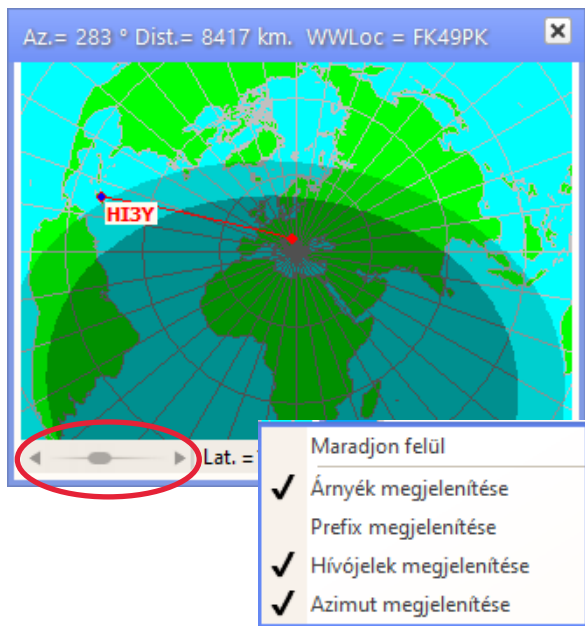 Az.= 283 ° Dist.= 8417 km. WWLoc = FK49PK
HI3Y
Lat. =
Maradjon felül
Árnyék megjelenítése
Prefix megjelenítése
Hívójelek megjelenítése
Azimut megjelenítése